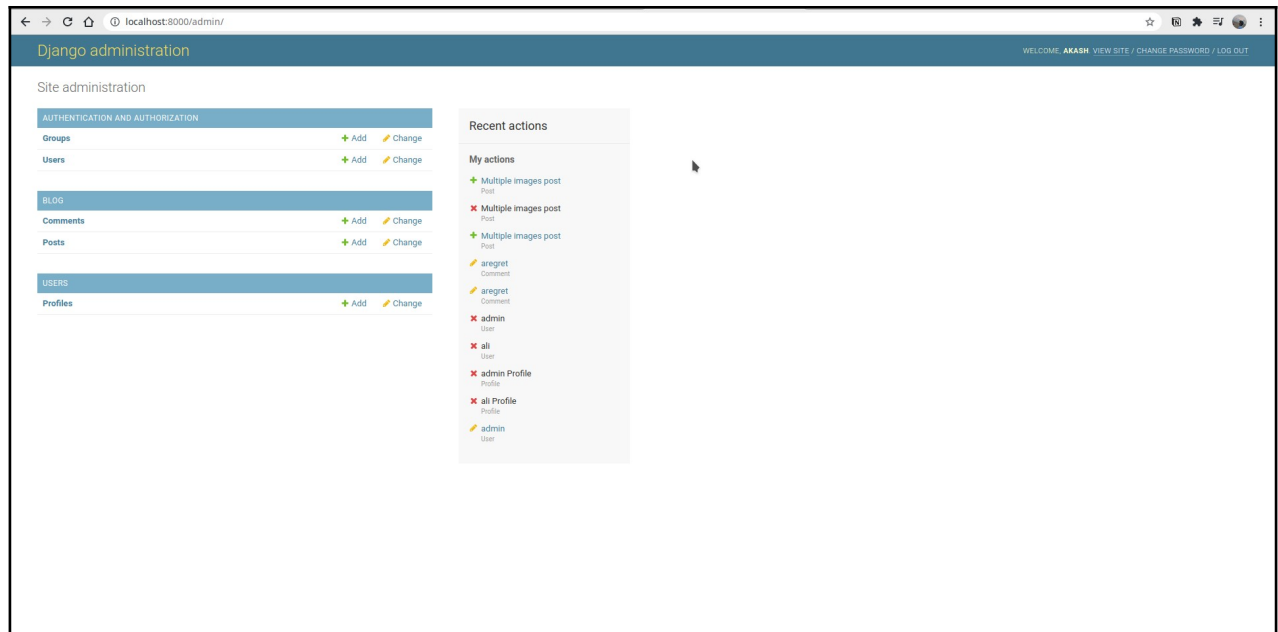 localhost:8000/admin/
Django administration
WELCOME, AKASH. VIEW SITE / CHANGE PASSWORD / LOG OUT
Site administration
AUTHENTICATION AND AUTHORIZATION
Groups Add Change
Users Add Change
BLOG
Comments Add Change
Posts Add Change
USERS
Profiles Add Change
Recent actions
My actions
Multiple images post
Post
Multiple images post
Post
Multiple images post
Post
aregret
Comment
aregret
Comment
admin
User
ali
User
admin Profile
Profile
ali Profile
Profile
admin
User